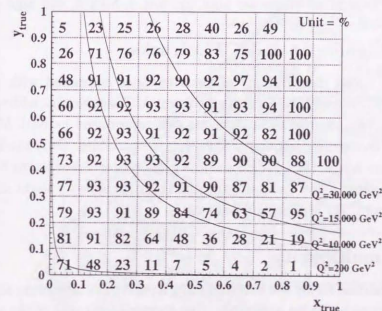 y_true
1
0.9
0.8
0.7
0.6
0.5
0.4
0.3
0.2
0.1
0
Unit = %
5 23 25 26 28 40 26 49
26 71 76 76 79 83 75 100 100
48 91 91 92 90 92 97 94 100
60 92 92 93 93 91 93 94 100
66 92 93 91 92 91 92 82 100
73 92 93 93 92 89 90 90 88 100
77 93 93 92 91 90 87 81 87
Q²=30,000 GeV²
79 93 91 89 84 74 63 57 95
Q²=15,000 GeV²
81 91 82 64 48 36 28 21 19
Q²=10,000 GeV²
71 48 23 11 7 5 4 2 1
Q²=200 GeV²
0 0.1 0.2 0.3 0.4 0.5 0.6 0.7 0.8 0.9 1
x_true